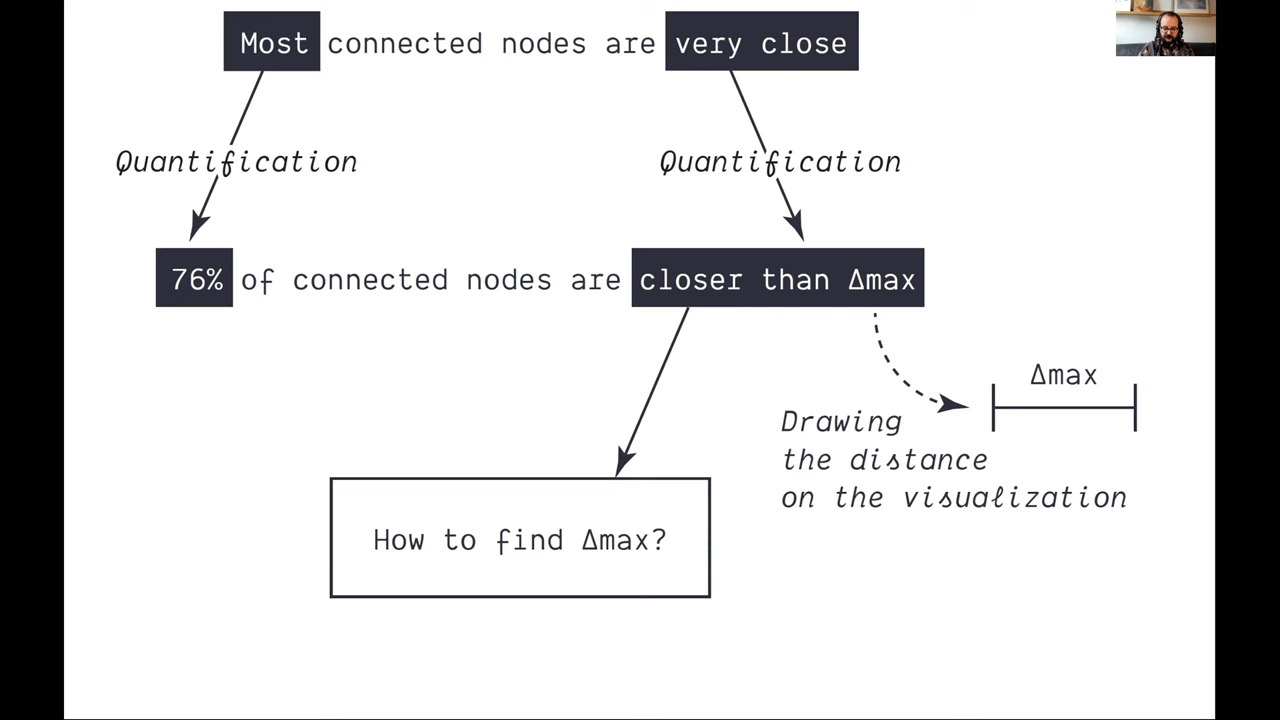 Most connected nodes are very close
Quantification Quantification
76% of connected nodes are closer than Δmax
Δmax
Drawing
the distance
on the visualization
How to find Δmax?